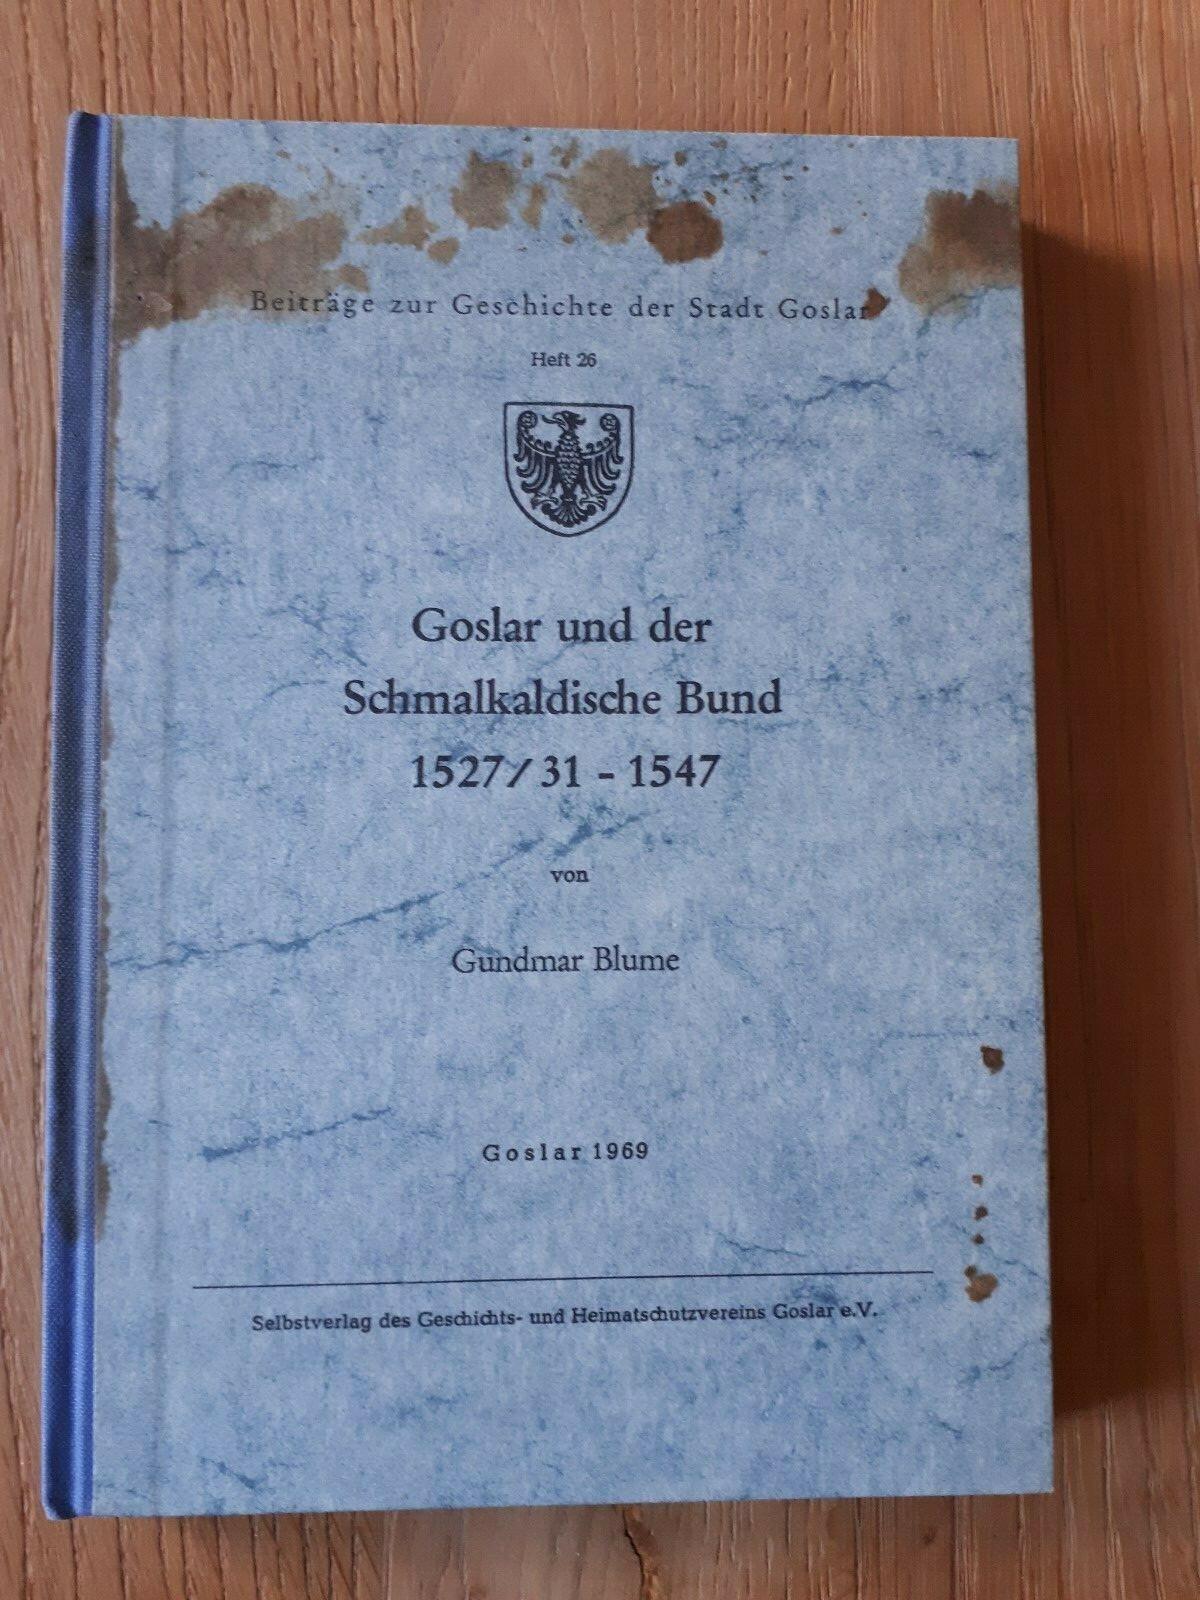 Beiträge zur Geschichte der Stadt Goslar
Heft 26
Goslar und der
Schmalkaldische Bund
1527/31 - 1547
von
Gundmar Blume
Goslar 1969
Selbstverlag des Geschichts- und Heimatschutzvereins Goslar e.V.